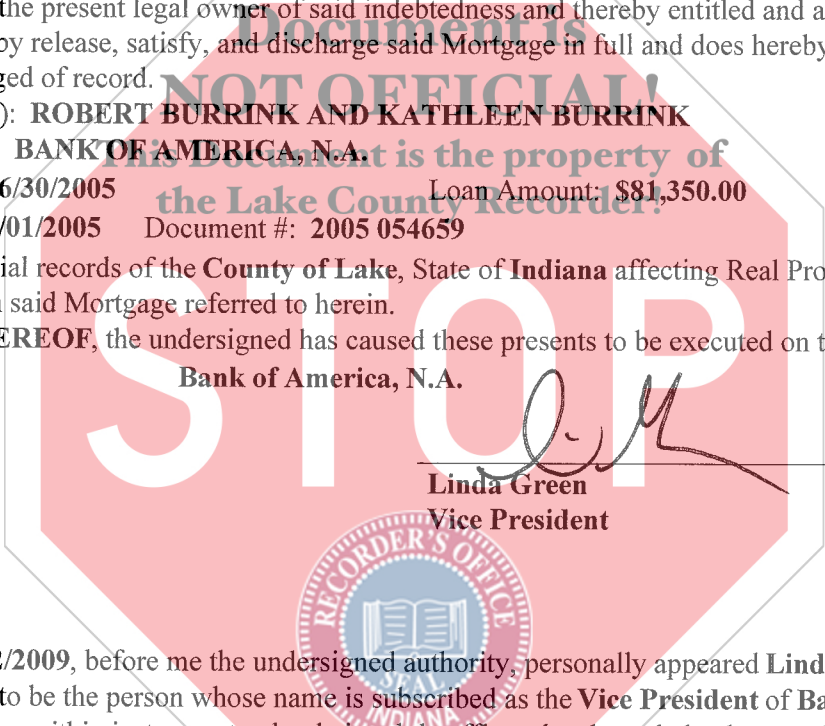 the present legal owner of said indebtedness and thereby entitled and a
by release, satisfy, and discharge said Mortgage in full and does hereby
ged of record.
Document is
NOT OFFICIAL!
This Document is the property of
the Lake County Recorder!
): ROBERT BURRINK AND KATHLEEN BURRINK
BANK OF AMERICA, N.A.
6/30/2005 Loan Amount: $81,350.00
/01/2005 Document #: 2005 054659
ial records of the County of Lake, State of Indiana affecting Real Pro
said Mortgage referred to herein.
EREOF, the undersigned has caused these presents to be executed on t
Bank of America, N.A.
STOP
Linda Green
Vice President
RECORDER'S OFFICE
SEAL
INDIANA
/2009, before me the undersigned authority, personally appeared Lind
to be the person whose name is subscribed as the Vice President of Ba